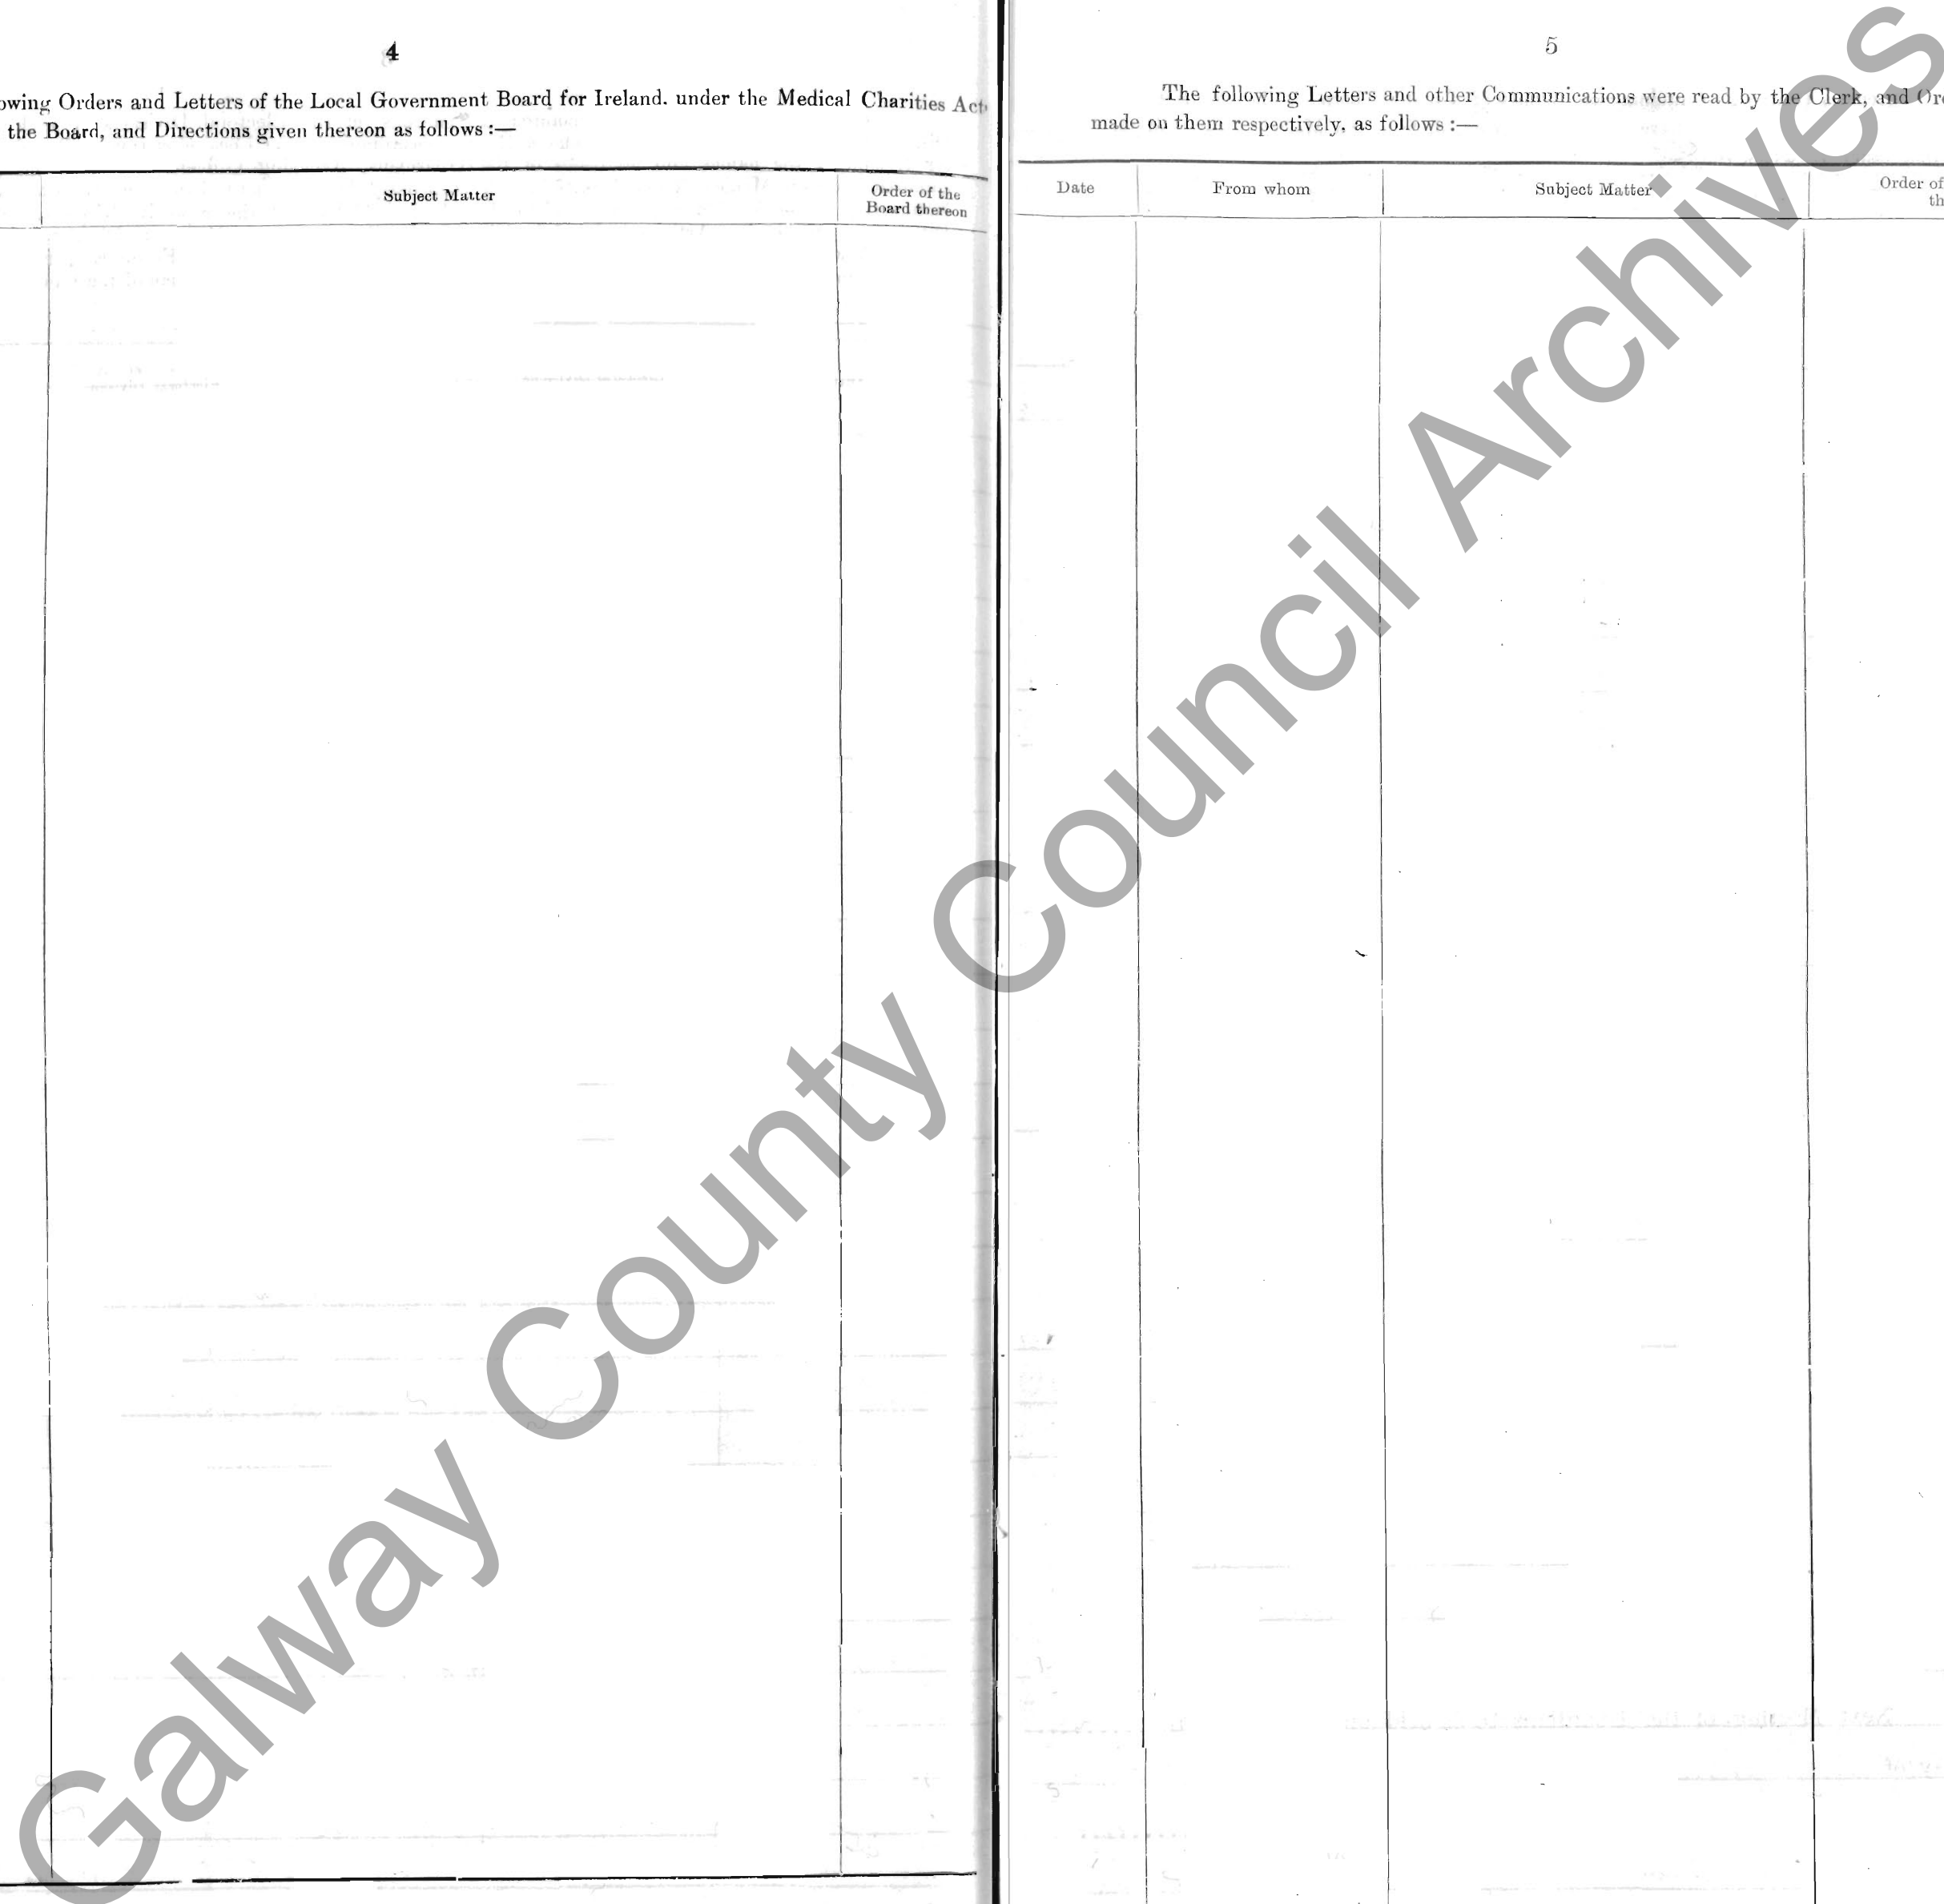 4
owing Orders and Letters of the Local Government Board for Ireland. under the Medical Charities Act
the Board, and Directions given thereon as follows :—
Subject Matter
Order of the
Board thereon
5
The following Letters and other Communications were read by the Clerk, and Or
made on them respectively, as follows :—
Date
From whom
Subject Matter
Order of
th
Galway County Council Archives